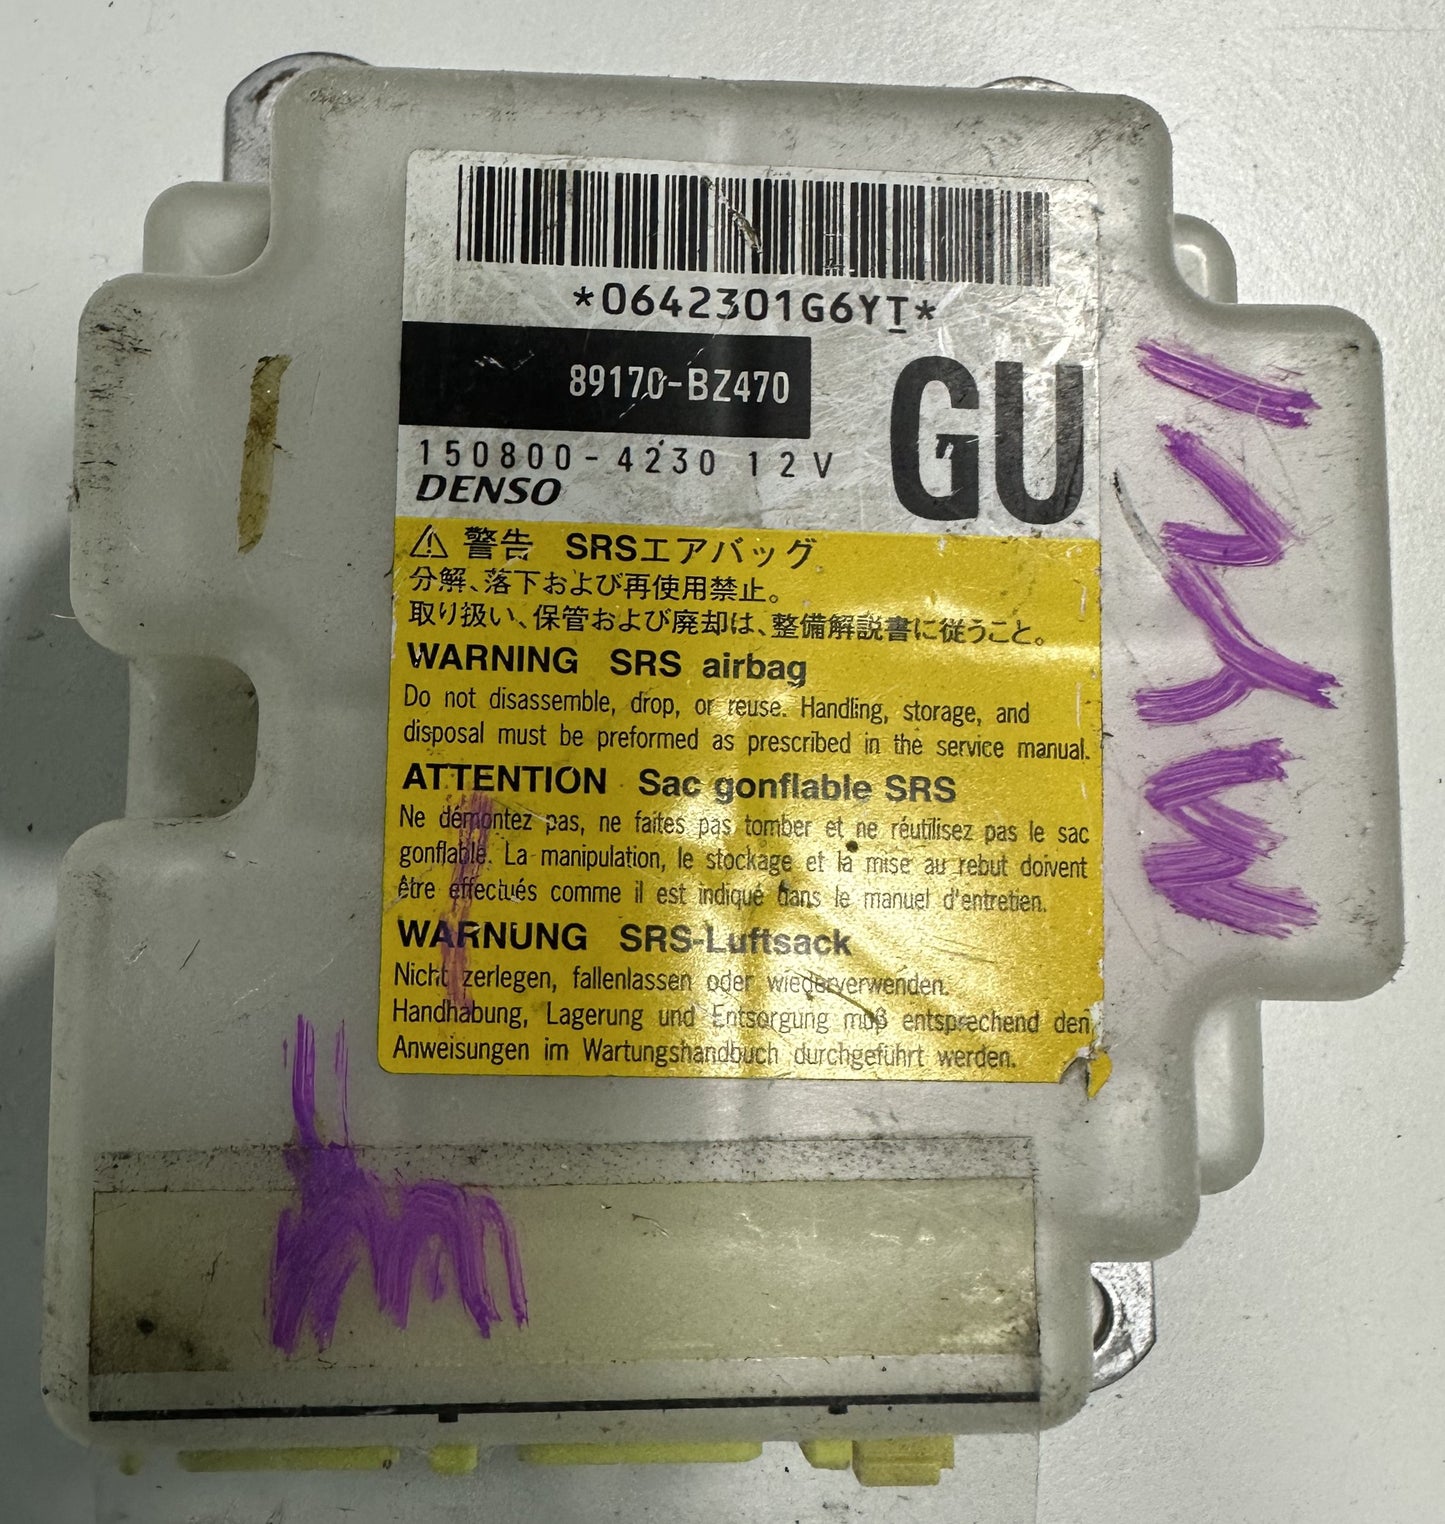 *0642301G6YT*
89170-BZ470
GU
150800-4230 12V
DENSO
警告 SRSエアバッグ
分解、落下および再使用禁止。
取り扱い、保管および廃却は、整備解説書に従うこと。
WARNING SRS airbag
Do not disassemble, drop, or reuse. Handling, storage, and
disposal must be preformed as prescribed in the service manual.
ATTENTION Sac gonflable SRS
Ne démontez pas, ne faites pas tomber et ne réutilisez pas le sac
gonflable. La manipulation, le stockage et la mise au rebut doivent
être effectués comme il est indiqué dans le manuel d'entretien.
WARNUNG SRS-Luftsack
Nicht zerlegen, fallenlassen oder wiederverwenden.
Handhabung, Lagerung und Entsorgung muß entsprechend den
Anweisungen im Wartungshandbuch durchgeführt werden.